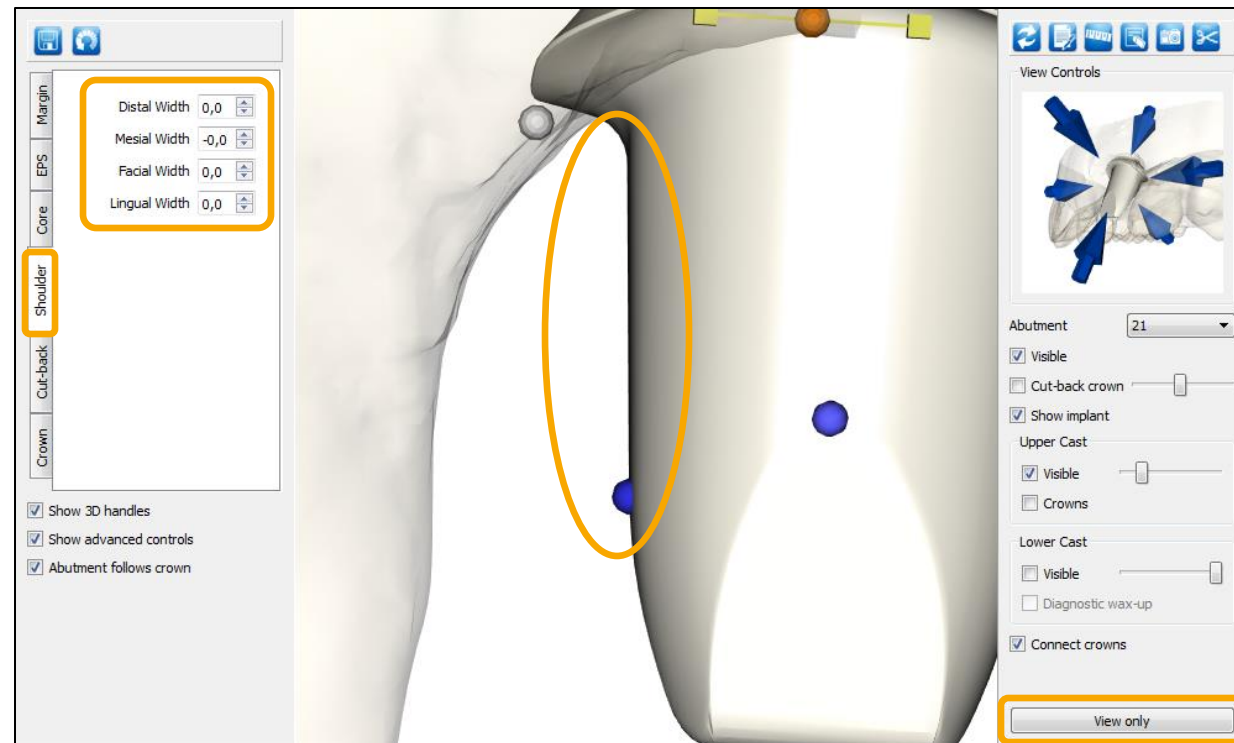 Margin
EPS
Core
Shoulder
Cut-back
Crown
Distal Width 0,0
Mesial Width -0,0
Facial Width 0,0
Lingual Width 0,0
Show 3D handles
Show advanced controls
Abutment follows crown
View Controls
Abutment 21
Visible
Cut-back crown
Show implant
Upper Cast
Visible
Crowns
Lower Cast
Visible
Diagnostic wax-up
Connect crowns
View only